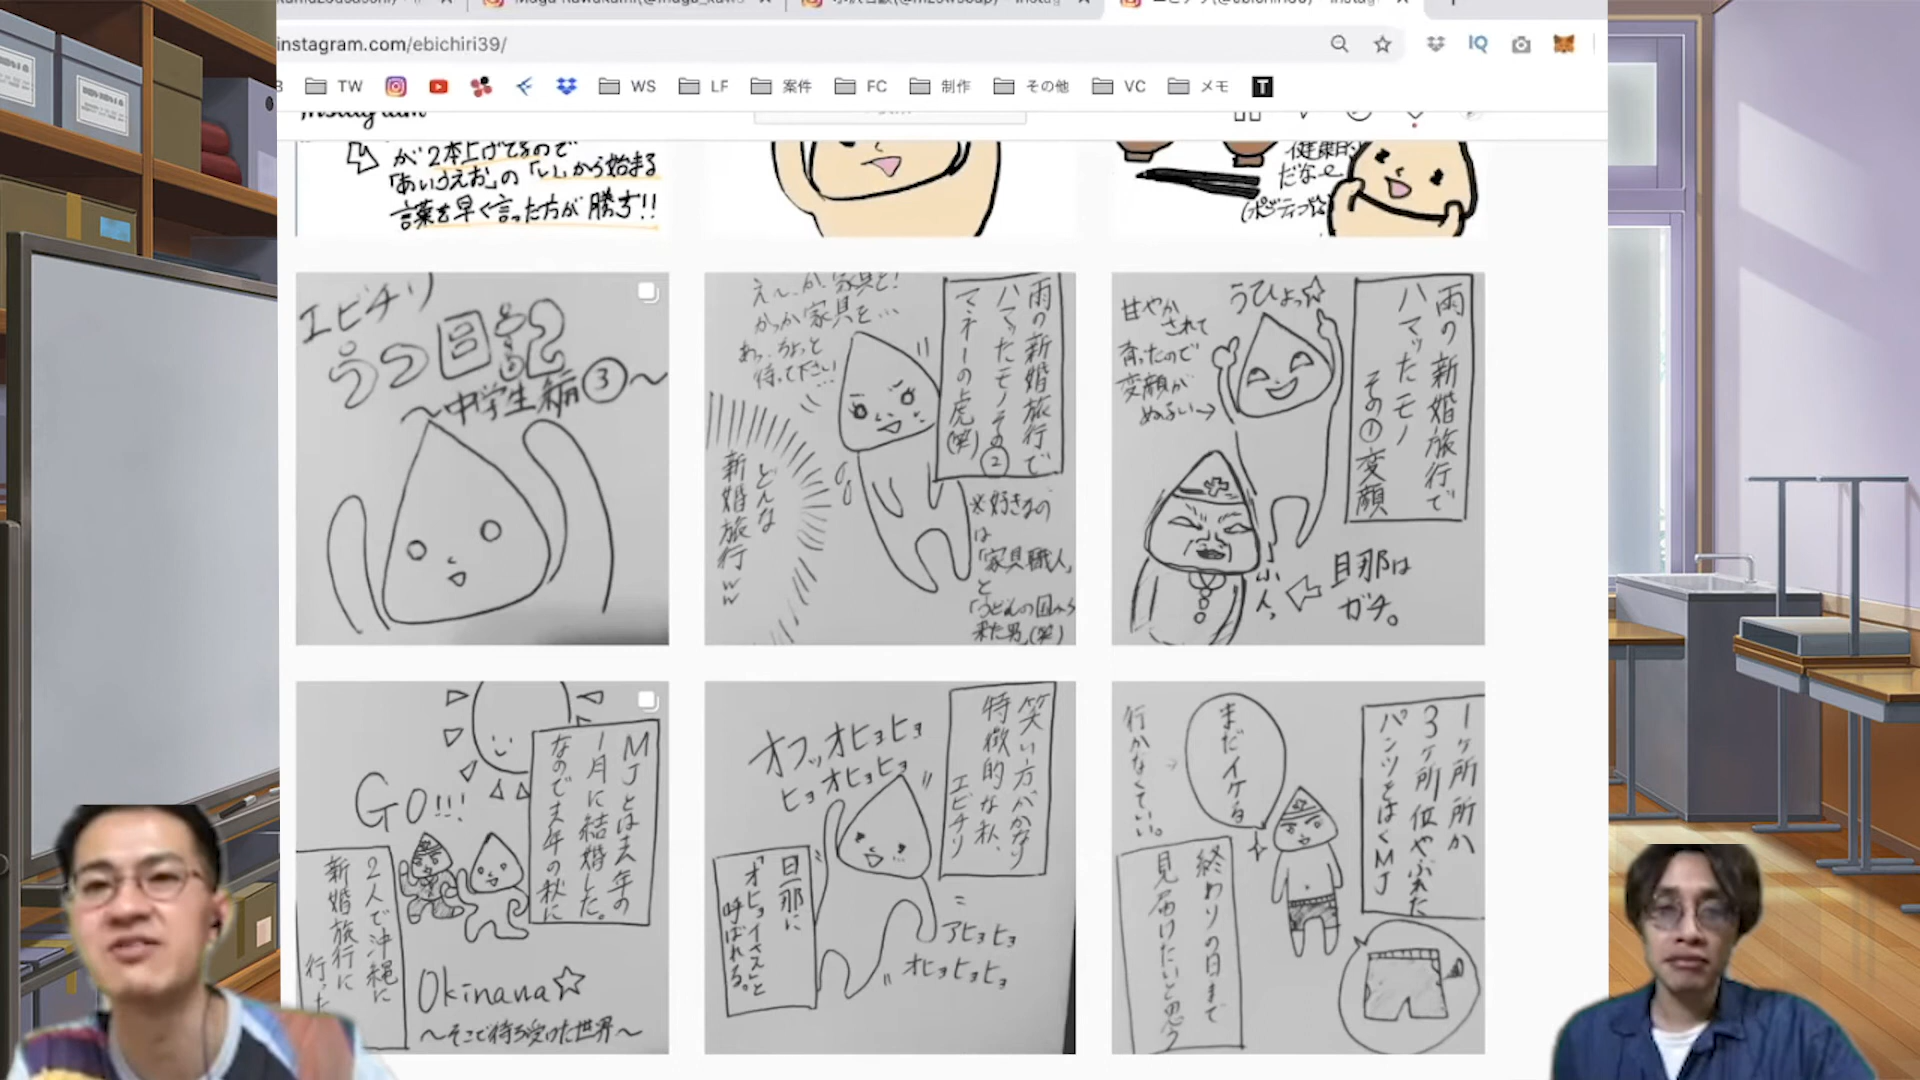 instagram.com/ebichiri39/
TW
WS
LF
案件
FC
制作
その他
VC
メモ
T
が2本上げてるので
「あいうえお」の「い」から始まる
言葉を早く言った方が勝ち!!
健康的
だな〜
エビチリ
うつ日記
〜中学生編③〜
え〜、か、家具を!
かっか家具を…
あっ、ちょっと
待って下さい
雨の新婚旅行で
ハマったモノその②
マネーの虎(笑)
どんな
新婚旅行
ww
※好きなの
は
「家具職人」
と
「うどんの国から
来た男」(笑)
甘やか
されて
育ったので
変顔が
ぬるい→
うひょっ☆
雨の新婚旅行で
ハマったモノ
その①変顔
旦那は
ガチ。
GO!!!
MJとは去年の
1月に結婚した。
なので去年の秋に
2人で沖縄に
新婚旅行に
行った
Okinawa☆
〜そこで待ち受けた世界〜
オフッオヒョヒョ
ヒョオヒョヒョ
笑い方がかなり
特徴的な私、
エビチリ
旦那に
「オヒョイさん」と
呼ばれる。
アヒョヒョ
オヒョヒョヒョ
行かなくていい。
まだイケる
1ヶ所か
3ヶ所位やぶれた
パンツをはくMJ
終わりの日まで
見届けたいと思う